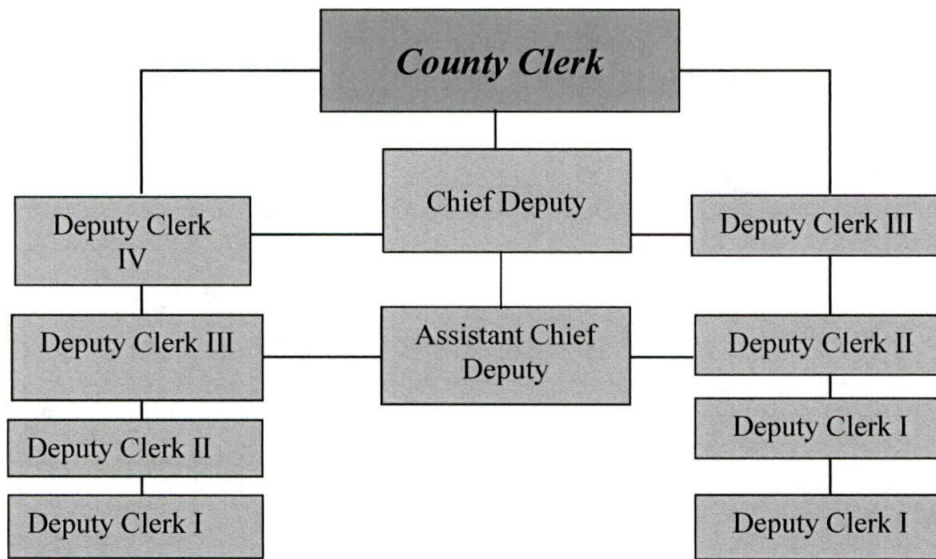 County Clerk
Chief Deputy
Deputy Clerk
IV
Deputy Clerk III
Deputy Clerk III
Assistant Chief
Deputy
Deputy Clerk II
Deputy Clerk I
Deputy Clerk II
Deputy Clerk I
Deputy Clerk I